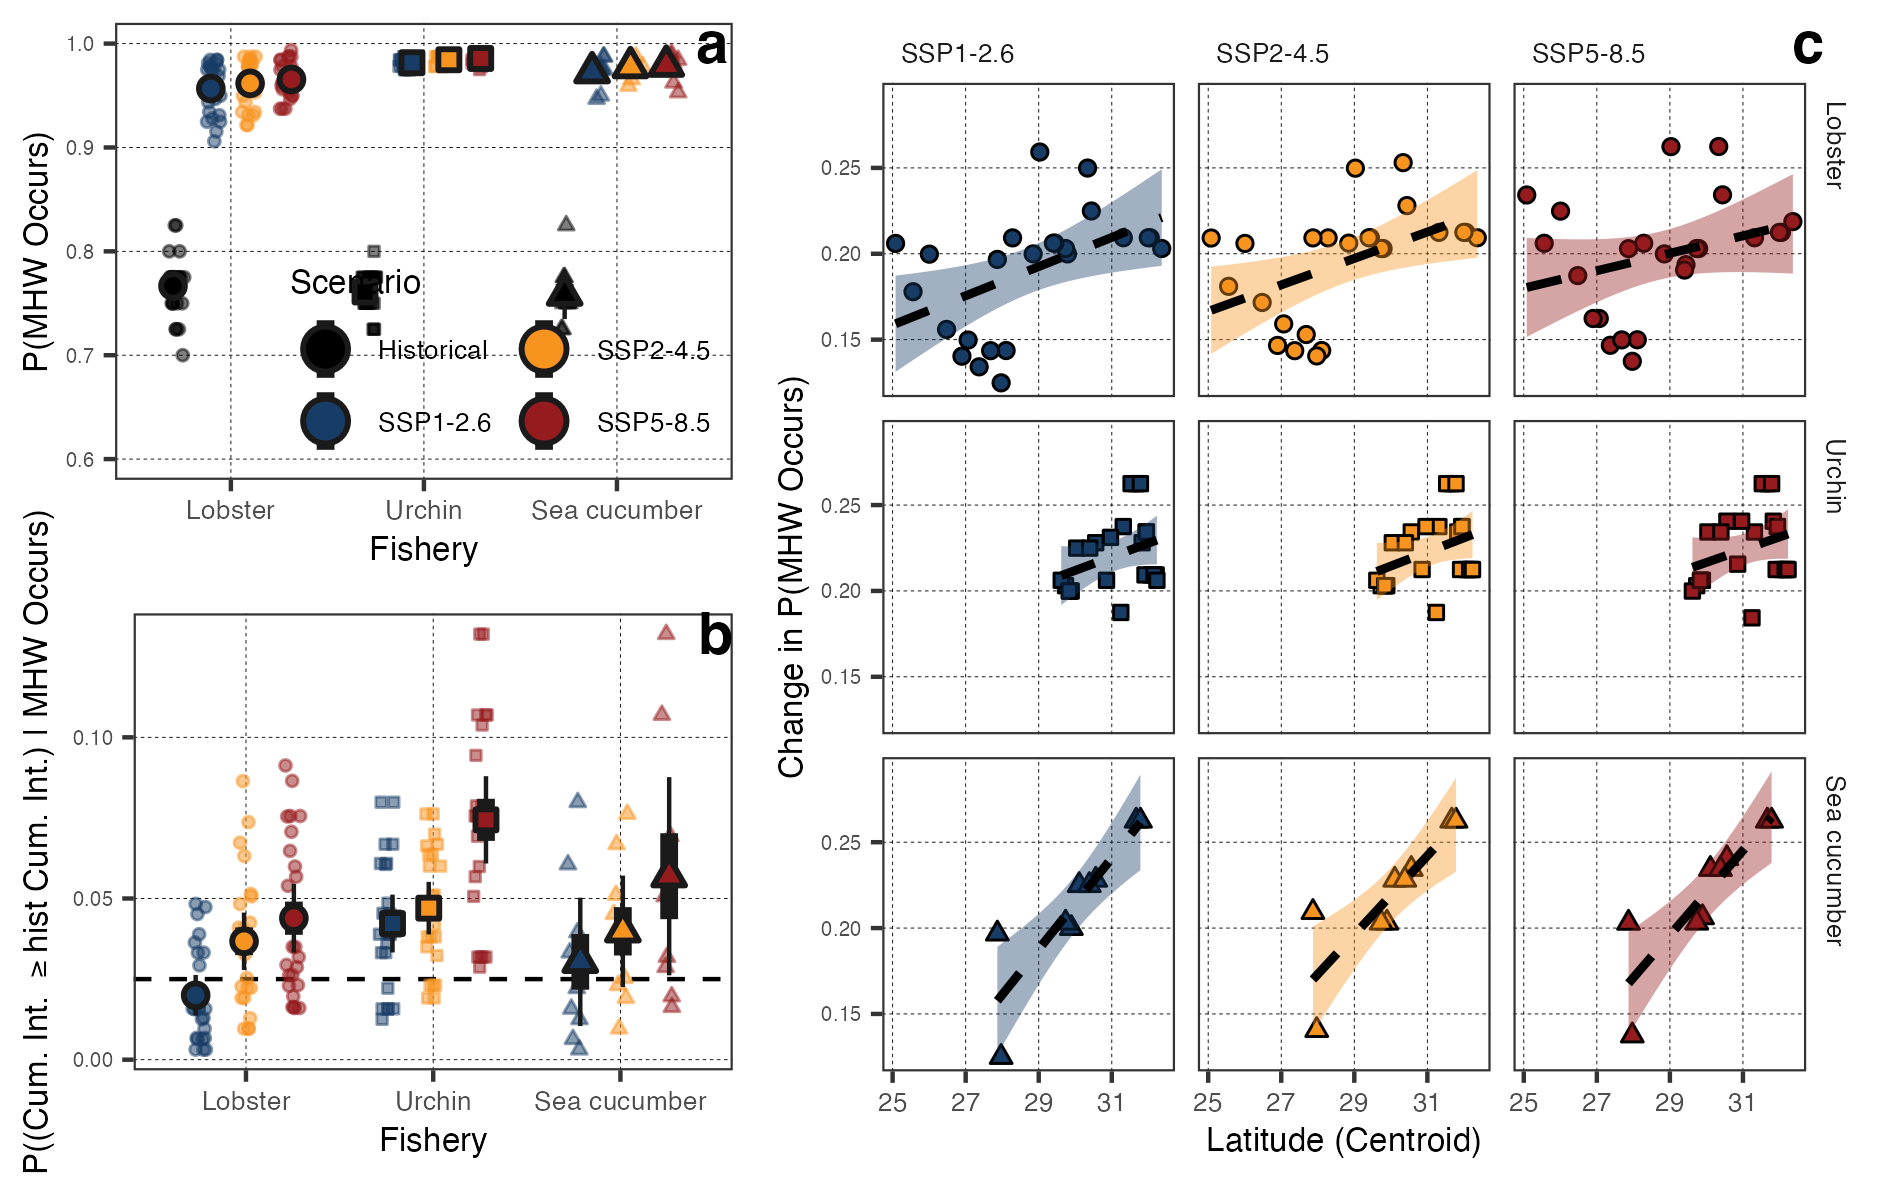 a
1.0
0.9
0.8
0.7
0.6
P(MHW Occurs)
Scenario
Historical
SSP2-4.5
SSP1-2.6
SSP5-8.5
Lobster
Urchin
Sea cucumber
Fishery
b
0.10
0.05
0.00
P((Cum. Int. ≥ hist Cum. Int.) | MHW Occurs)
Lobster
Urchin
Sea cucumber
Fishery
c
SSP1-2.6
SSP2-4.5
SSP5-8.5
Lobster
Urchin
Sea cucumber
0.25
0.20
0.15
0.25
0.20
0.15
0.25
0.20
0.15
Change in P(MHW Occurs)
25 27 29 31
25 27 29 31
25 27 29 31
Latitude (Centroid)